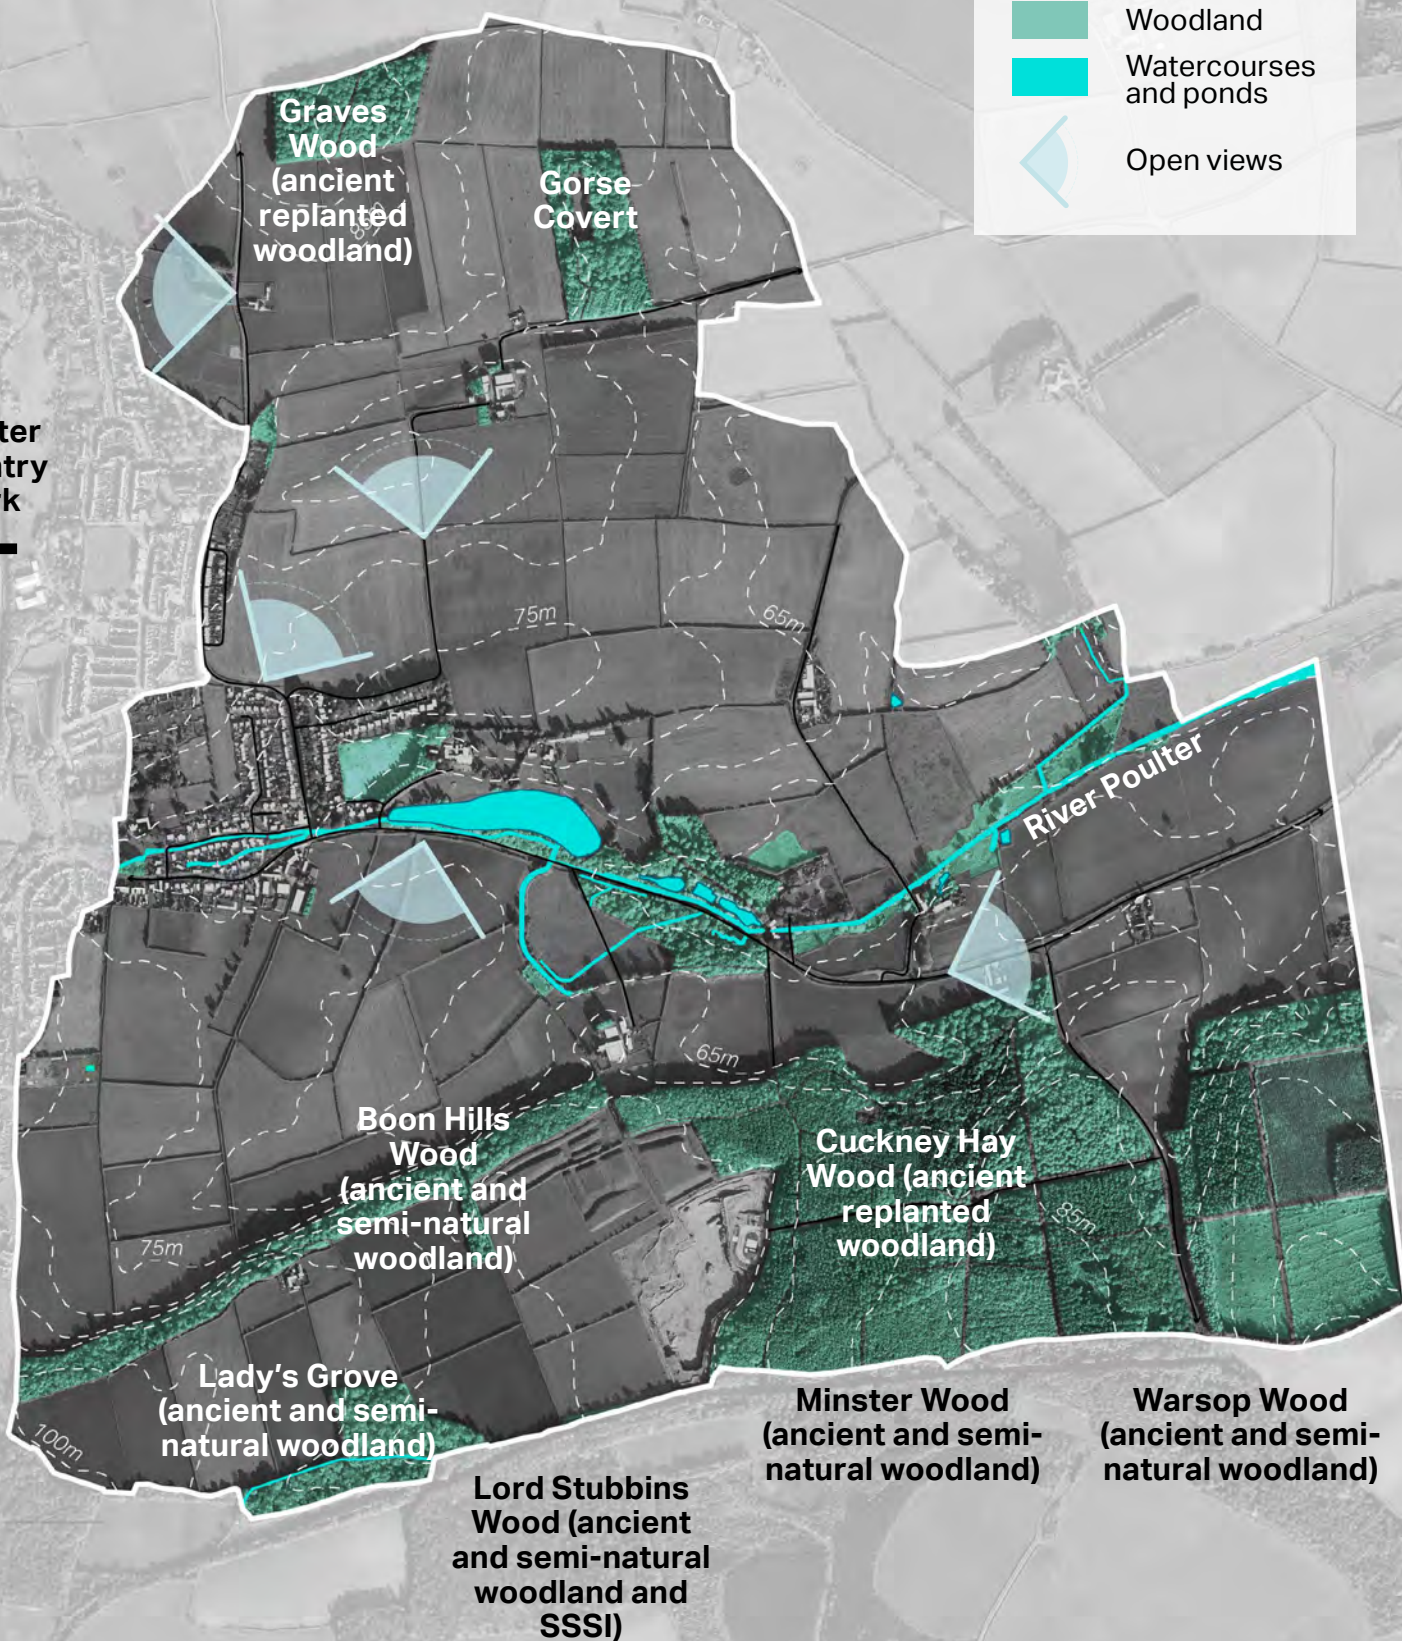 Woodland
Watercourses
and ponds
Open views
Graves
Wood
(ancient
replanted
woodland)
Gorse
Covert
75m
65m
River Poulter
65m
Boon Hills
Wood
(ancient and
semi-natural
woodland)
Cuckney Hay
Wood (ancient
replanted
woodland)
85m
75m
Lady's Grove
(ancient and semi-
natural woodland)
100m
Minster Wood
(ancient and semi-
natural woodland)
Warsop Wood
(ancient and semi-
natural woodland)
Lord Stubbins
Wood (ancient
and semi-natural
woodland and
SSSI)